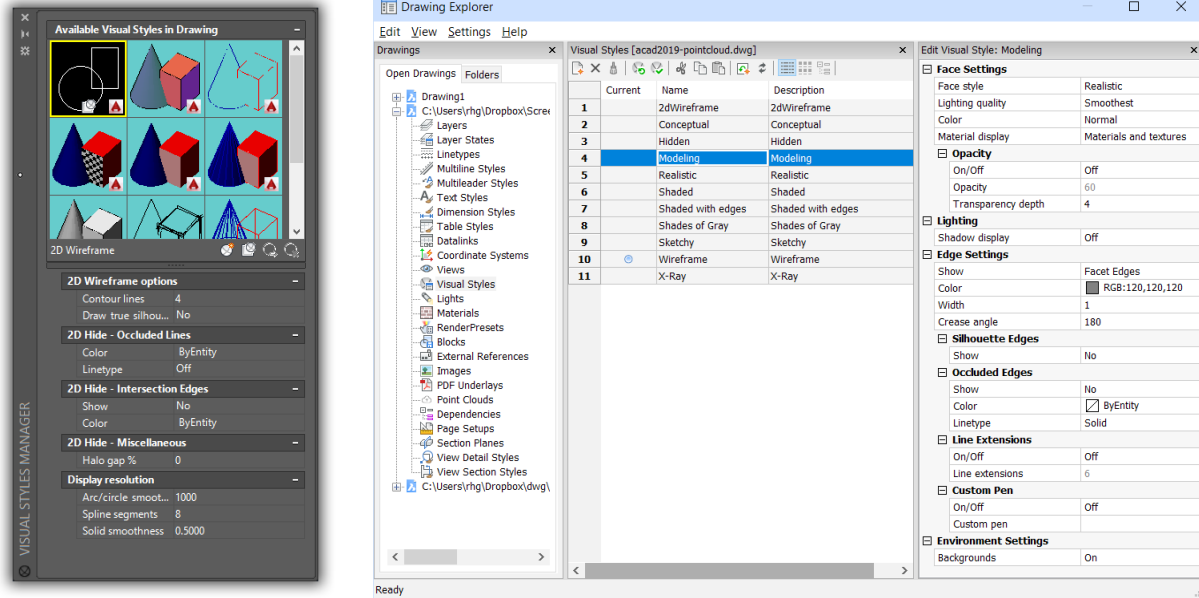 Available Visual Styles in Drawing
2D Wireframe
2D Wireframe options
Contour lines 4
Draw true silhou... No
2D Hide - Occluded Lines
Color ByEntity
Linetype Off
2D Hide - Intersection Edges
Show No
Color ByEntity
2D Hide - Miscellaneous
Halo gap % 0
Display resolution
Arc/circle smoot... 1000
Spline segments 8
Solid smoothness 0.5000
VISUAL STYLES MANAGER
Drawing Explorer
Edit View Settings Help
Drawings
Open Drawings Folders
Drawing1
C:\Users\rhg\Dropbox\Scree
Layers
Layer States
Linetypes
Multiline Styles
Multileader Styles
Text Styles
Dimension Styles
Table Styles
Datalinks
Coordinate Systems
Views
Visual Styles
Lights
Materials
RenderPresets
Blocks
External References
Images
PDF Underlays
Point Clouds
Dependencies
Page Setups
Section Planes
View Detail Styles
View Section Styles
C:\Users\rhg\Dropbox\dwg\
Visual Styles [acad2019-pointcloud.dwg]
Current Name Description
1 2dWireframe 2dWireframe
2 Conceptual Conceptual
3 Hidden Hidden
4 Modeling Modeling
5 Realistic Realistic
6 Shaded Shaded
7 Shaded with edges Shaded with edges
8 Shades of Gray Shades of Gray
9 Sketchy Sketchy
10 Wireframe Wireframe
11 X-Ray X-Ray
Edit Visual Style: Modeling
Face Settings
Face style Realistic
Lighting quality Smoothest
Color Normal
Material display Materials and textures
Opacity
On/Off Off
Opacity 60
Transparency depth 4
Lighting
Shadow display Off
Edge Settings
Show Facet Edges
Color RGB:120,120,120
Width 1
Crease angle 180
Silhouette Edges
Show No
Occluded Edges
Show No
Color ByEntity
Linetype Solid
Line Extensions
On/Off Off
Line extensions 6
Custom Pen
On/Off Off
Custom pen
Environment Settings
Backgrounds On
Ready